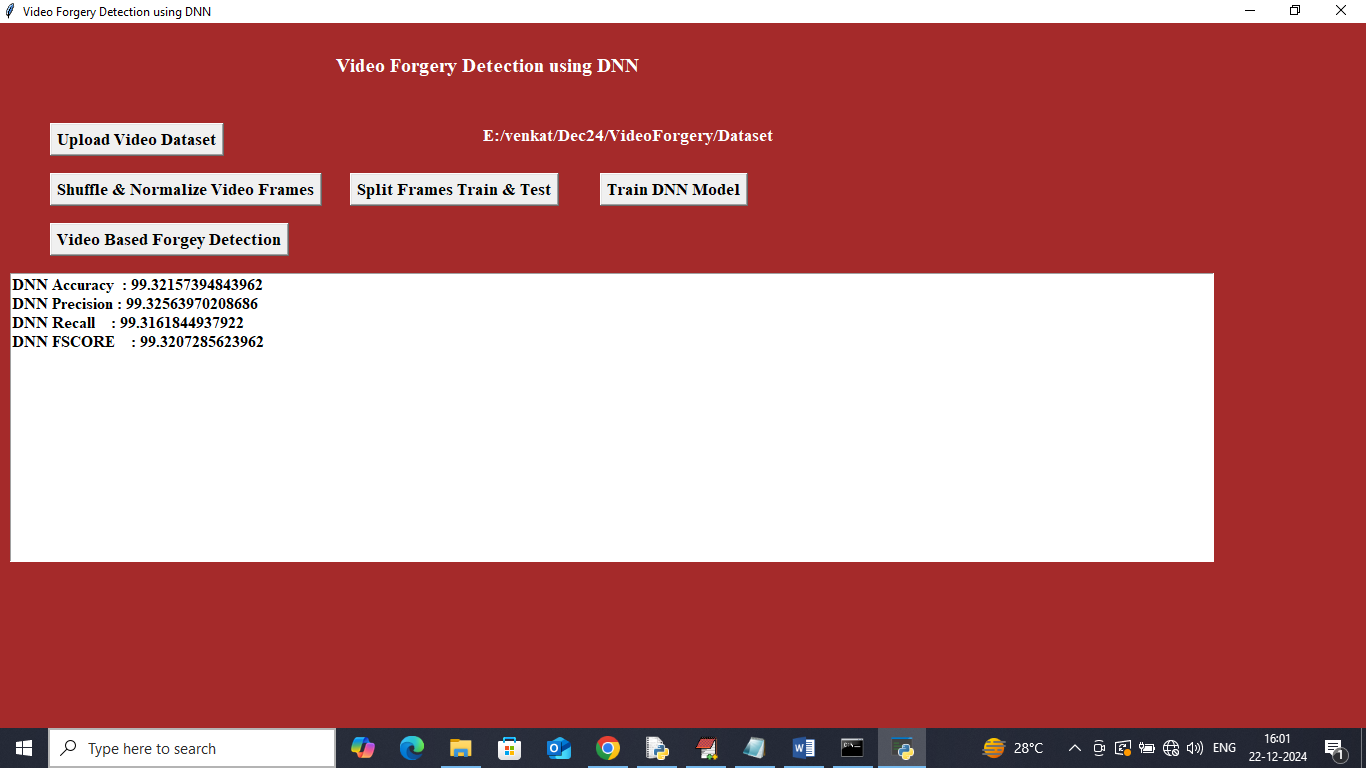 Video Forgery Detection using DNN
Video Forgery Detection using DNN
Upload Video Dataset
E:/venkat/Dec24/VideoForgery/Dataset
Shuffle & Normalize Video Frames
Split Frames Train & Test
Train DNN Model
Video Based Forgey Detection
DNN Accuracy : 99.32157394843962
DNN Precision : 99.32563970208686
DNN Recall : 99.3161844937922
DNN FSCORE : 99.3207285623962
Type here to search
28°C
ENG
16:01
22-12-2024
1